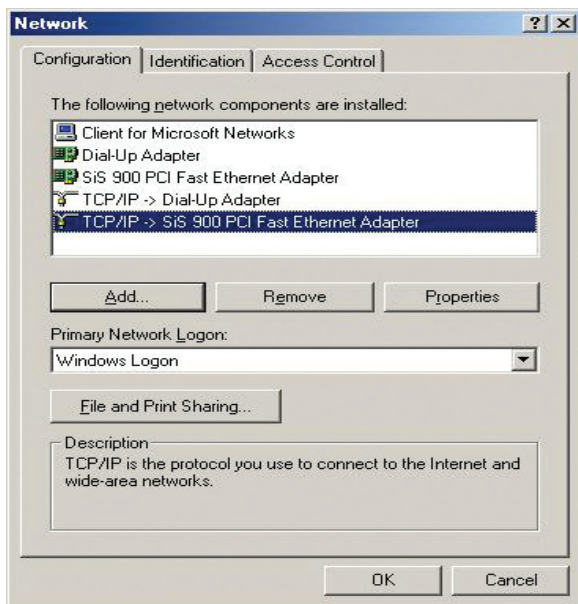 Network
Configuration Identification Access Control
The following network components are installed:
Client for Microsoft Networks
Dial-Up Adapter
SiS 900 PCI Fast Ethernet Adapter
TCP/IP -> Dial-Up Adapter
TCP/IP -> SiS 900 PCI Fast Ethernet Adapter
Add... Remove Properties
Primary Network Logon:
Windows Logon
File and Print Sharing...
Description
TCP/IP is the protocol you use to connect to the Internet and
wide-area networks.
OK Cancel